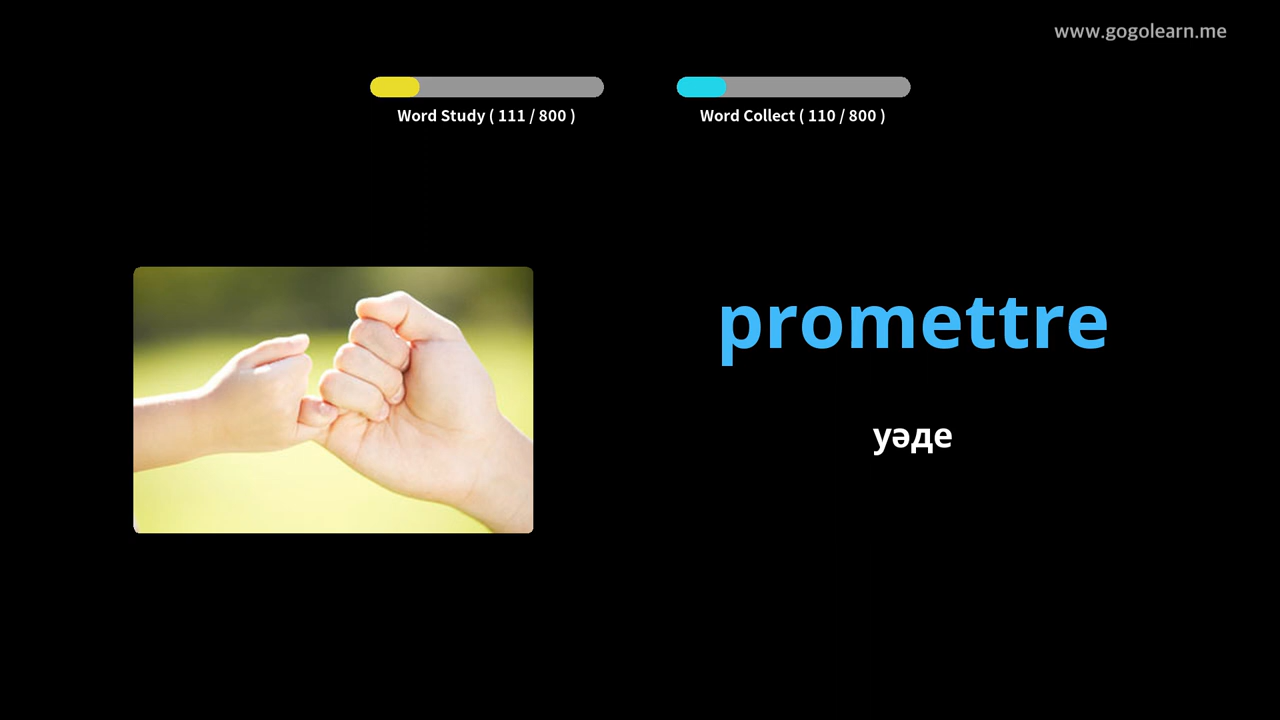 www.gogolearn.me
Word Study ( 111 / 800 )
Word Collect ( 110 / 800 )
promettre
уәде